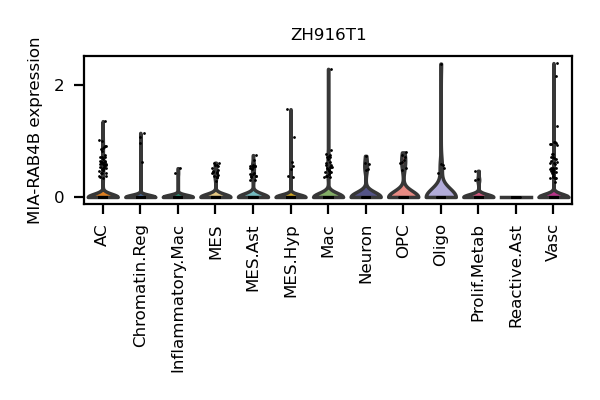 ZH916T1
MIA-RAB4B expression
2
0
AC
Chromatin.Reg
Inflammatory.Mac
MES
MES.Ast
MES.Hyp
Mac
Neuron
OPC
Oligo
Prolif.Metab
Reactive.Ast
Vasc